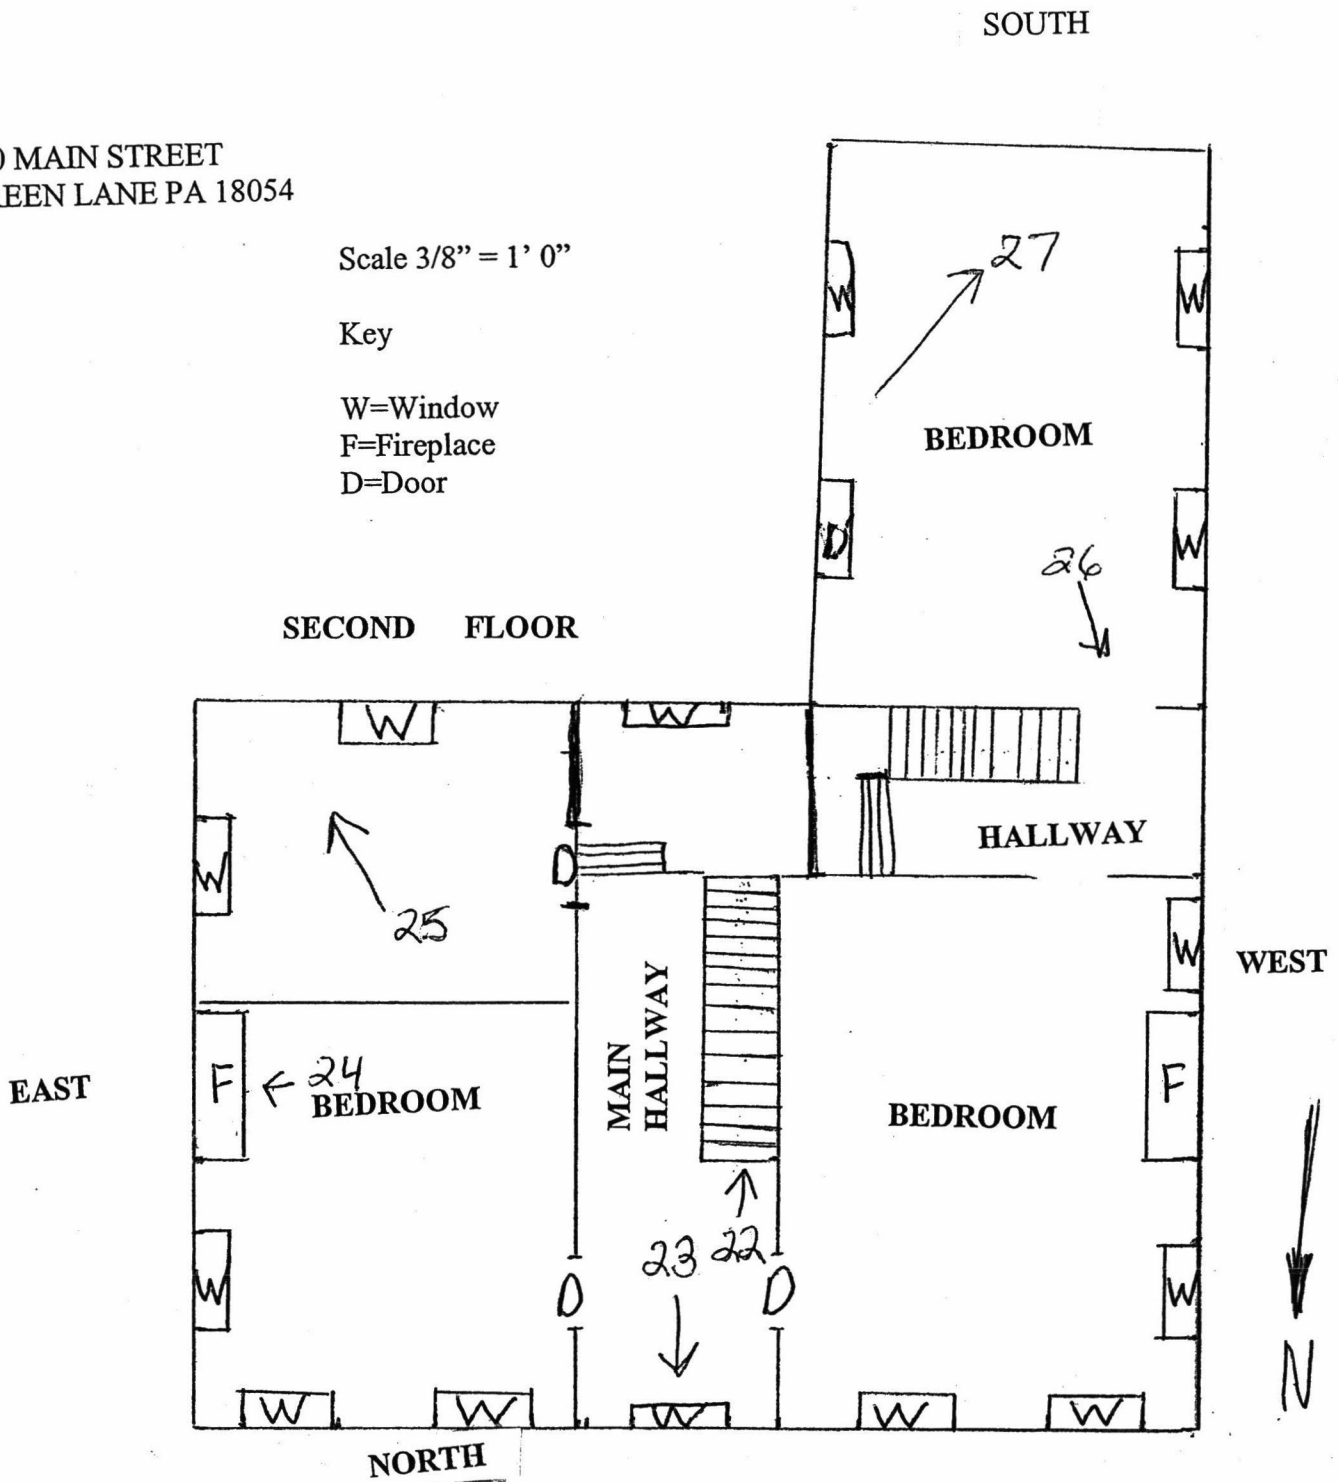 SOUTH
MAIN STREET
LANE PA 18054
Scale 3/8” = 1’ 0”
Key
W=Window
F=Fireplace
D=Door
27
W
W
BEDROOM
D
W
26
SECOND FLOOR
W
W
HALLWAY
W
D
25
W
WEST
MAIN
HALLWAY
EAST
F
24
BEDROOM
BEDROOM
F
23
22
W
D
D
W
W
W
W
W
W
N
NORTH